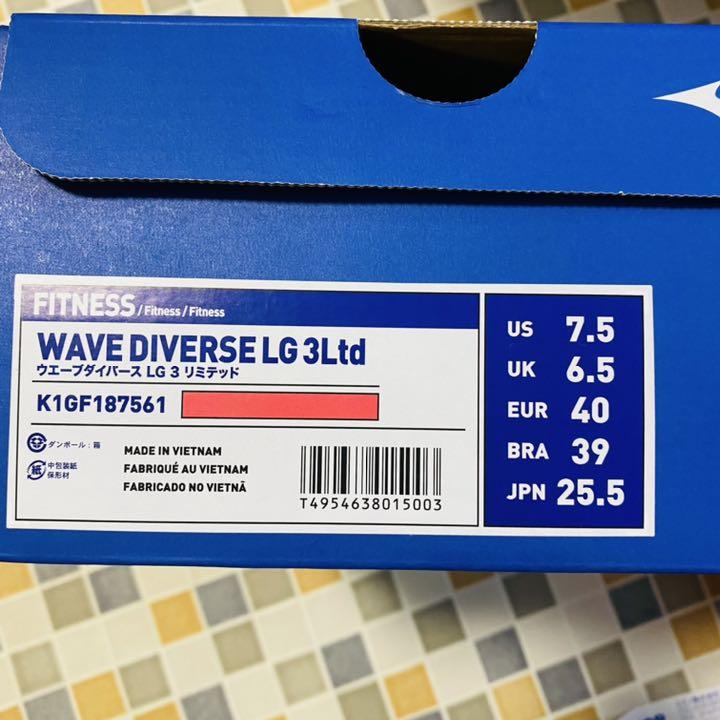 FITNESS / Fitness / Fitness
WAVE DIVERSE LG 3Ltd
ウエーブダイバース LG 3 リミテッド
K1GF187561
ダンボール：箱
紙
中包装紙
保形材
MADE IN VIETNAM
FABRIQUÉ AU VIETNAM
FABRICADO NO VIETNÃ
T4954638015003
US 7.5
UK 6.5
EUR 40
BRA 39
JPN 25.5